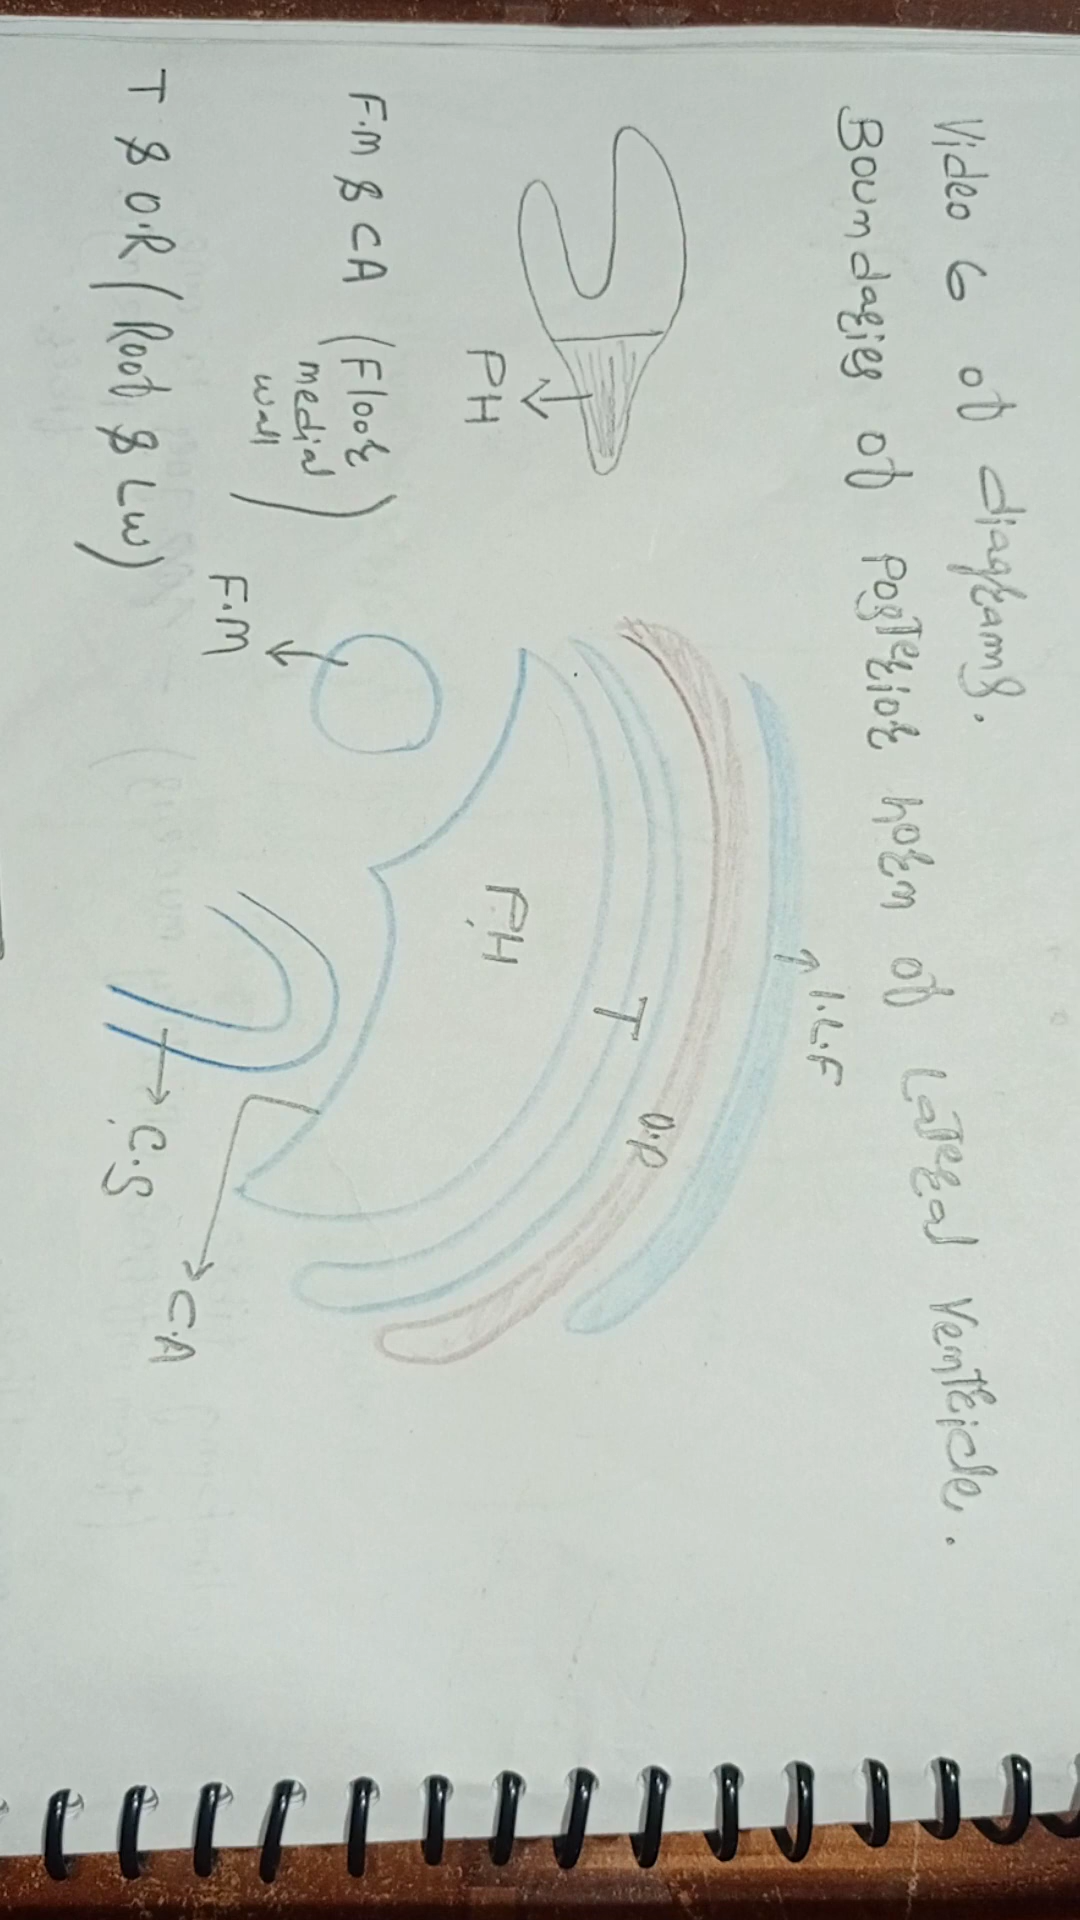 Video 6 of diagrams.
Boundaries of Posterior horn of Lateral Ventricle.
I.L.F
PH
O.R
T
P.H
F.M & CA (Floor
medial
wall)
F.M
C.S
C.A
T & O.R (Roof & LW)